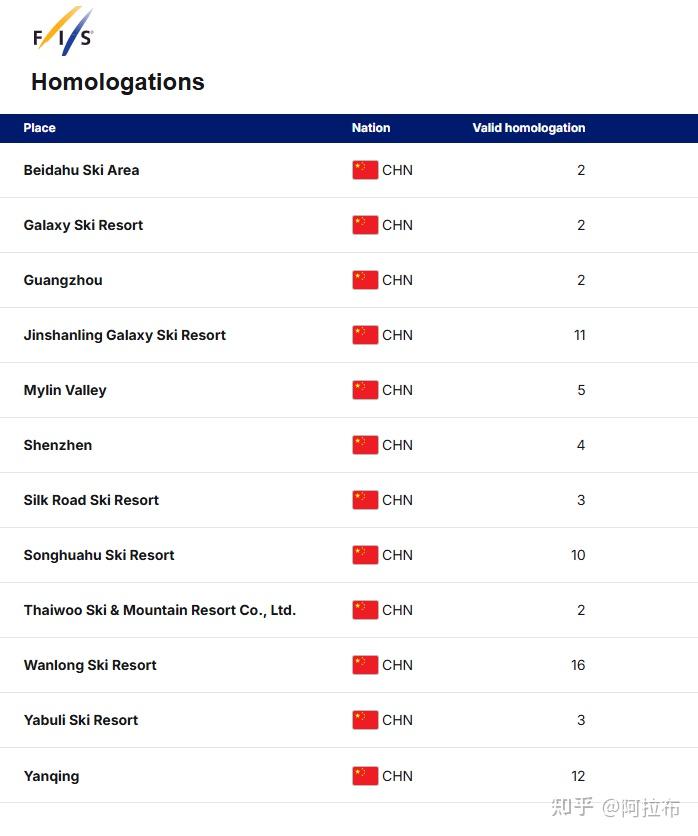 FIS
Homologations
Place Nation Valid homologation
Beidahu Ski Area CHN 2
Galaxy Ski Resort CHN 2
Guangzhou CHN 2
Jinshanling Galaxy Ski Resort CHN 11
Mylin Valley CHN 5
Shenzhen CHN 4
Silk Road Ski Resort CHN 3
Songhuahu Ski Resort CHN 10
Thaiwoo Ski & Mountain Resort Co., Ltd. CHN 2
Wanlong Ski Resort CHN 16
Yabuli Ski Resort CHN 3
Yanqing CHN 12
知乎 @阿拉布